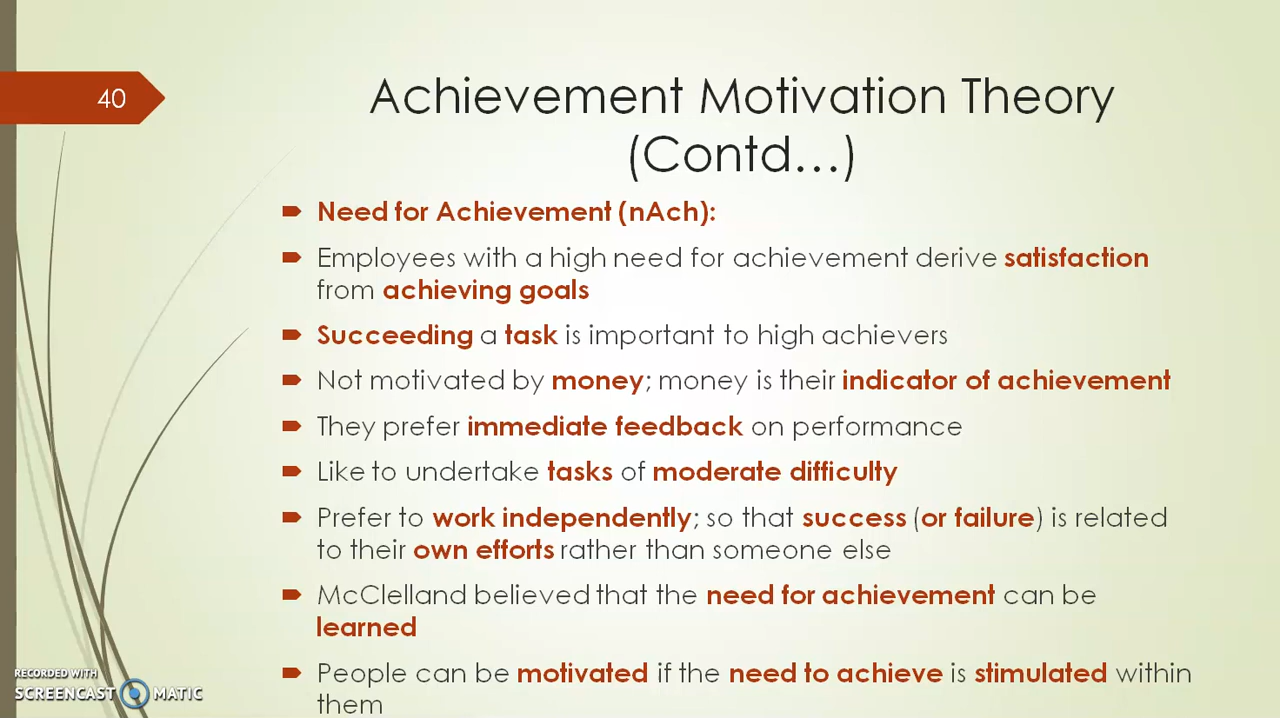 40
Achievement Motivation Theory
(Contd...)
Need for Achievement (nAch):
Employees with a high need for achievement derive satisfaction
from achieving goals
Succeeding a task is important to high achievers
Not motivated by money; money is their indicator of achievement
They prefer immediate feedback on performance
Like to undertake tasks of moderate difficulty
Prefer to work independently; so that success (or failure) is related
to their own efforts rather than someone else
McClelland believed that the need for achievement can be
learned
People can be motivated if the need to achieve is stimulated within
them
RECORDED WITH
SCREENCAST MATIC